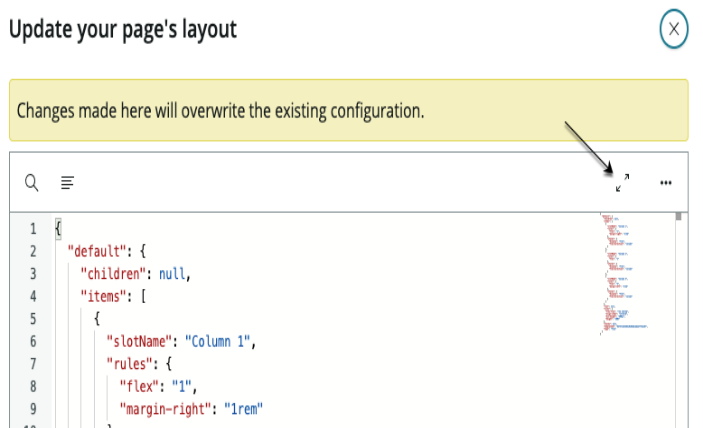 Update your page's layout
Changes made here will overwrite the existing configuration.
1 {
2 "default": {
3 "children": null,
4 "items": [
5 {
6 "slotName": "Column 1",
7 "rules": {
8 "flex": "1",
9 "margin-right": "1rem"